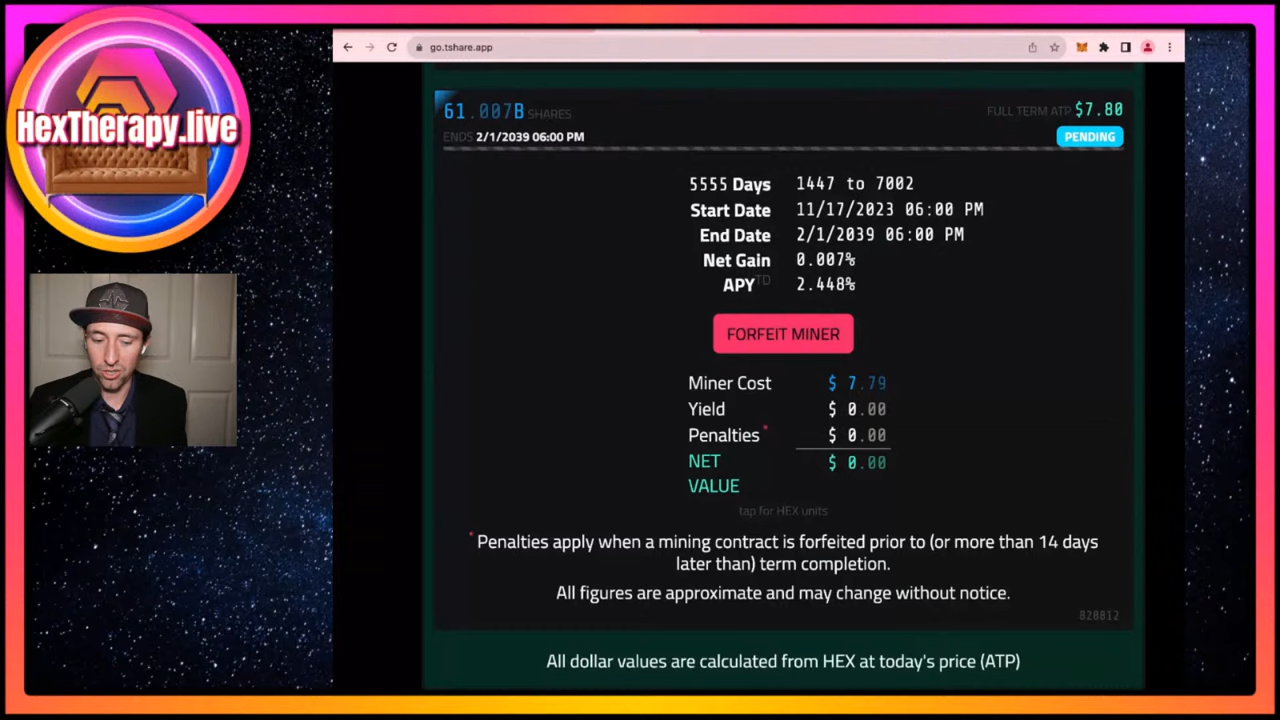 HexTherapy.live
go.tshare.app
61.007B SHARES
FULL TERM ATP $7.80
ENDS 2/1/2039 06:00 PM
PENDING
5555 Days 1447 to 7002
Start Date 11/17/2023 06:00 PM
End Date 2/1/2039 06:00 PM
Net Gain 0.007%
APY TD 2.448%
FORFEIT MINER
Miner Cost $ 7.79
Yield $ 0.00
Penalties * $ 0.00
NET $ 0.00
VALUE
tap for HEX units
* Penalties apply when a mining contract is forfeited prior to (or more than 14 days
later than) term completion.
All figures are approximate and may change without notice.
828812
All dollar values are calculated from HEX at today's price (ATP)